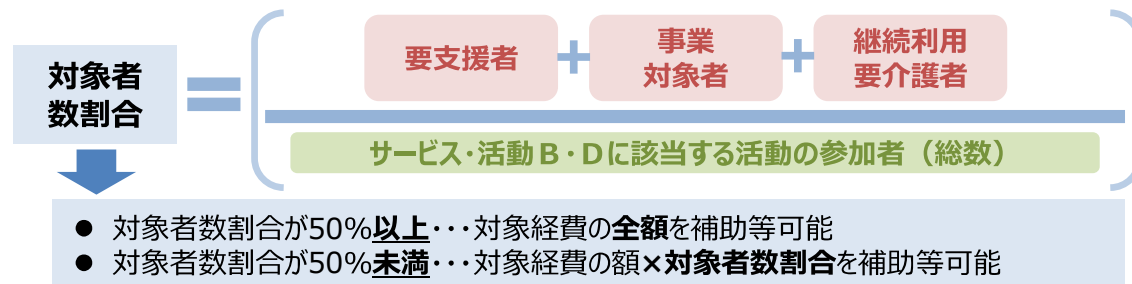 対象者
数割合
=
要支援者
+
事業
対象者
+
継続利用
要介護者
サービス・活動B・Dに該当する活動の参加者（総数）
● 対象者数割合が50%以上･･･対象経費の全額を補助等可能
● 対象者数割合が50%未満･･･対象経費の額×対象者数割合を補助等可能